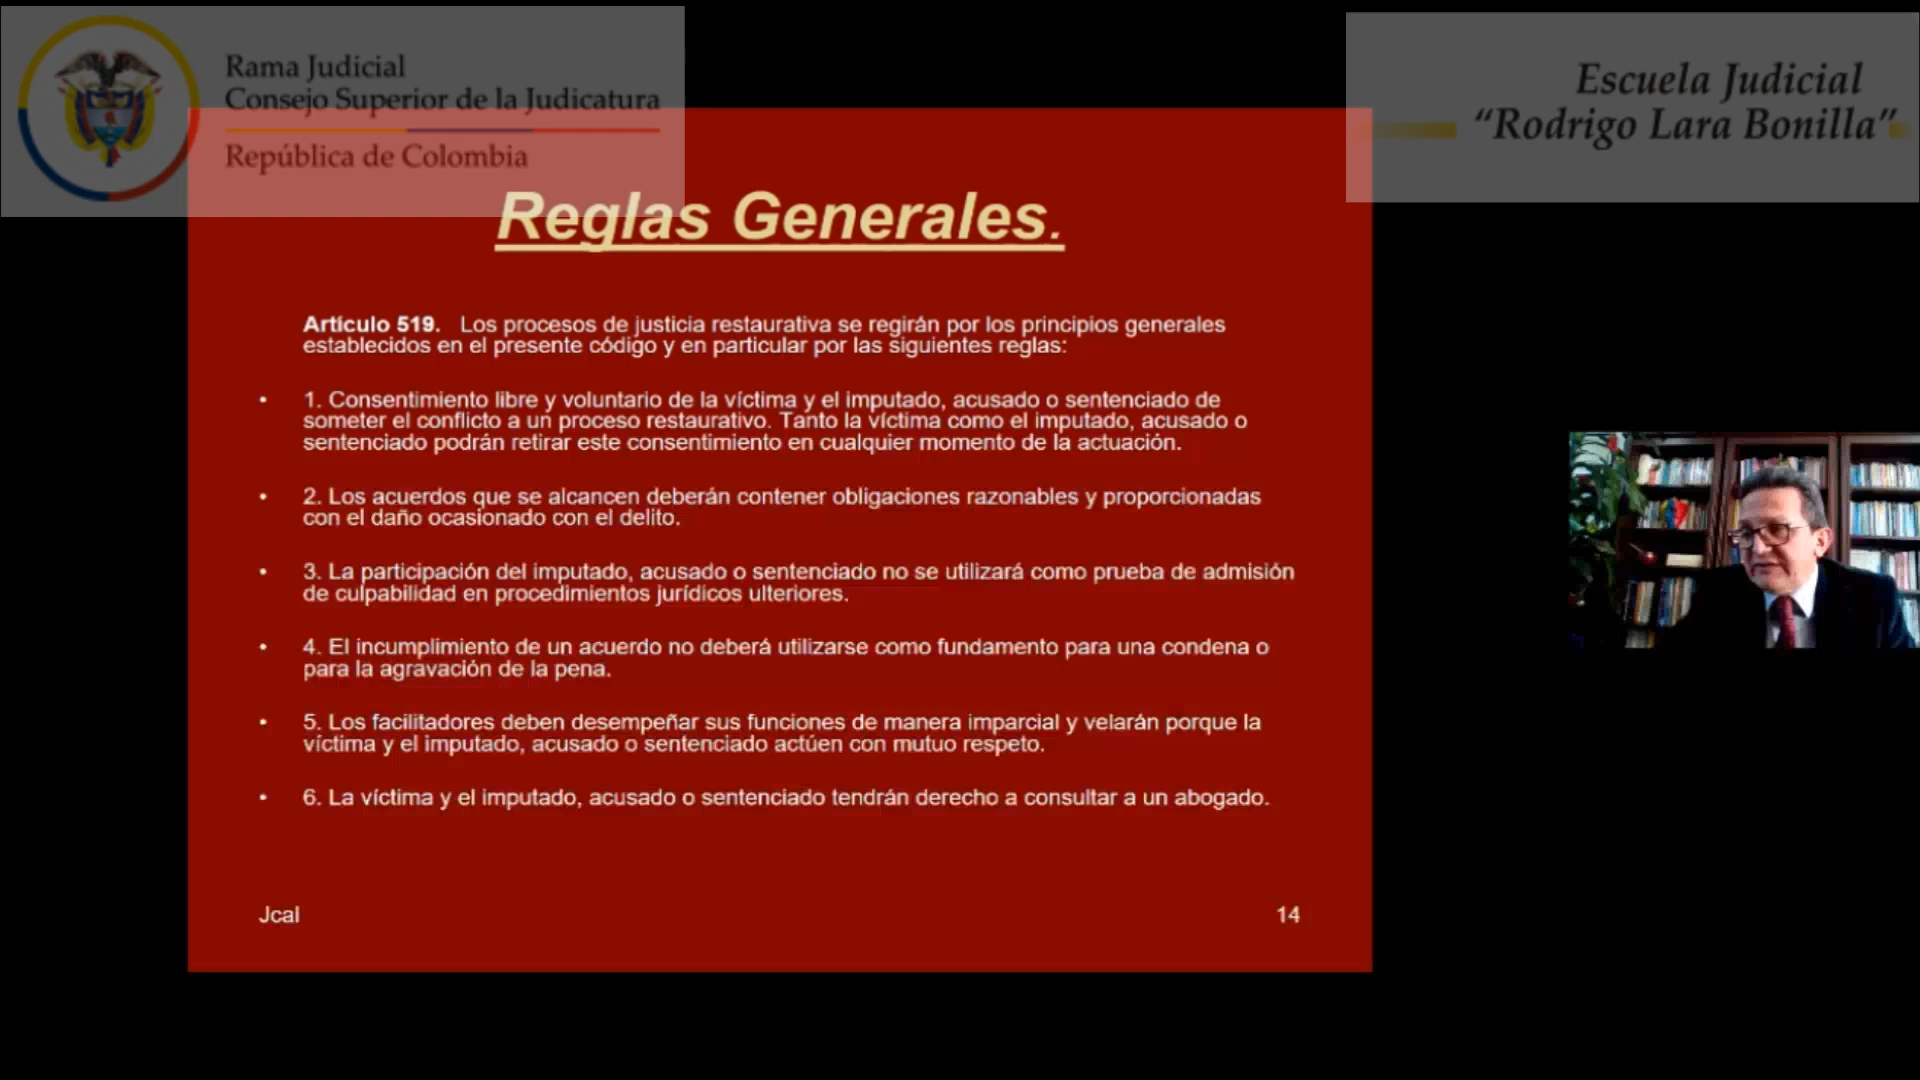 Rama Judicial
Consejo Superior de la Judicatura
República de Colombia
Escuela Judicial
“Rodrigo Lara Bonilla”
Reglas Generales.
Artículo 519. Los procesos de justicia restaurativa se regirán por los principios generales
establecidos en el presente código y en particular por las siguientes reglas:
• 1. Consentimiento libre y voluntario de la víctima y el imputado, acusado o sentenciado de
someter el conflicto a un proceso restaurativo. Tanto la víctima como el imputado, acusado o
sentenciado podrán retirar este consentimiento en cualquier momento de la actuación.
• 2. Los acuerdos que se alcancen deberán contener obligaciones razonables y proporcionadas
con el daño ocasionado con el delito.
• 3. La participación del imputado, acusado o sentenciado no se utilizará como prueba de admisión
de culpabilidad en procedimientos jurídicos ulteriores.
• 4. El incumplimiento de un acuerdo no deberá utilizarse como fundamento para una condena o
para la agravación de la pena.
• 5. Los facilitadores deben desempeñar sus funciones de manera imparcial y velarán porque la
víctima y el imputado, acusado o sentenciado actúen con mutuo respeto.
• 6. La víctima y el imputado, acusado o sentenciado tendrán derecho a consultar a un abogado.
Jcal
14